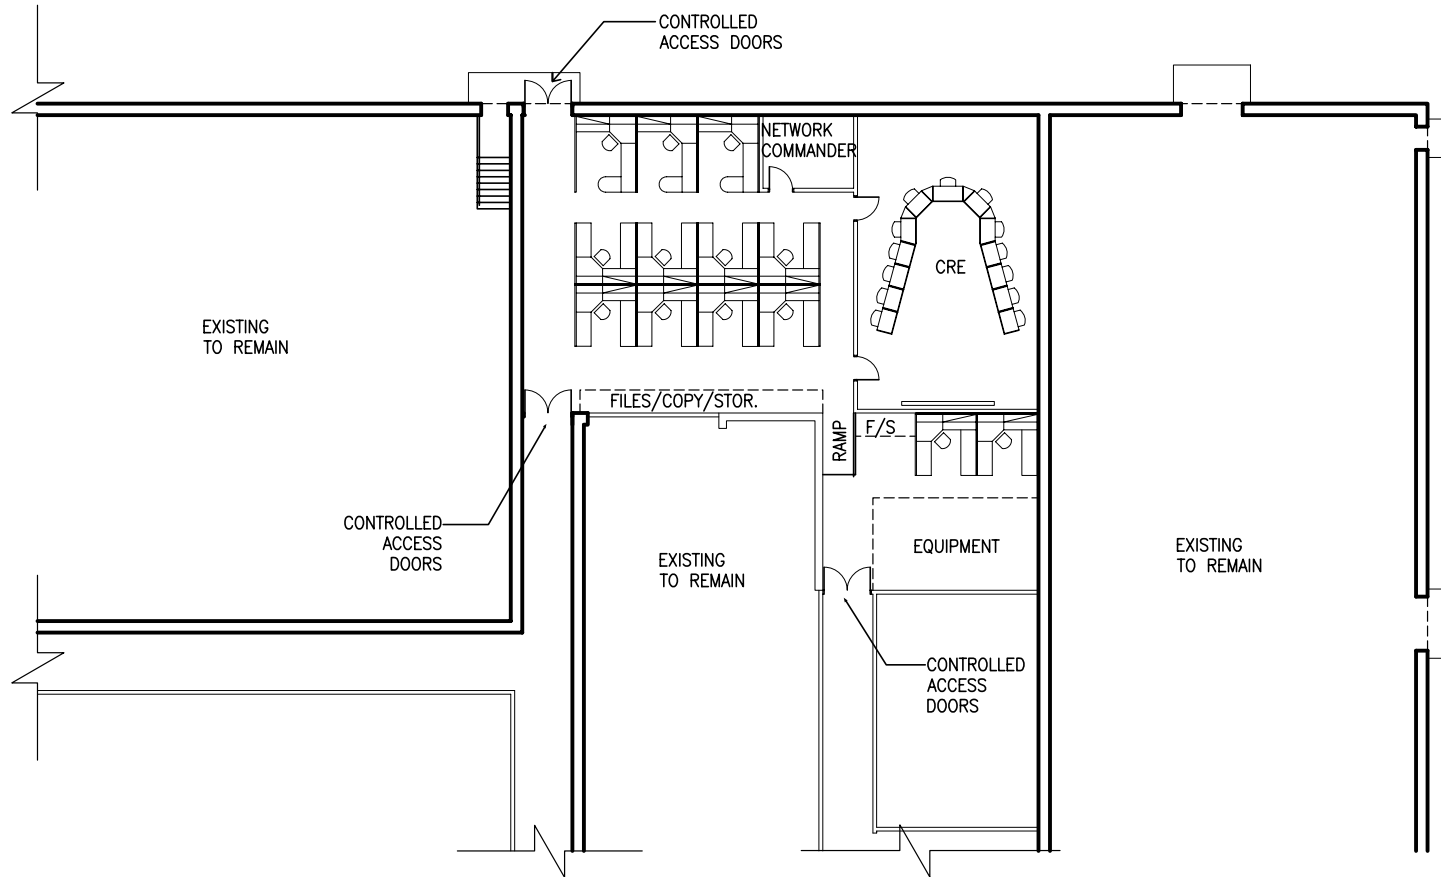 CONTROLLED
ACCESS DOORS
NETWORK
COMMANDER
CRE
EXISTING
TO REMAIN
FILES/COPY/STOR.
RAMP
F/S
CONTROLLED
ACCESS
DOORS
EXISTING
TO REMAIN
EQUIPMENT
EXISTING
TO REMAIN
CONTROLLED
ACCESS
DOORS